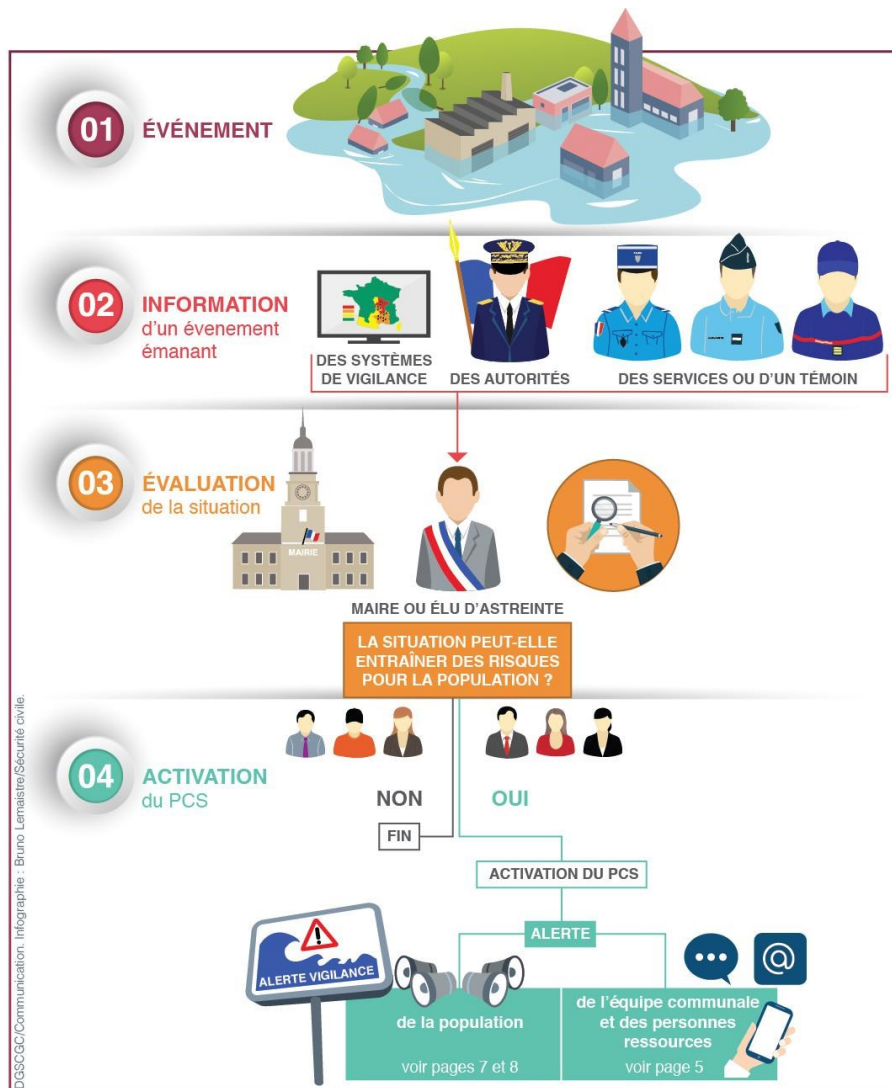 01
ÉVÉNEMENT
02
INFORMATION
d'un évenement
émanant
DES SYSTÈMES
DE VIGILANCE
DES AUTORITÉS
DES SERVICES OU D'UN TÉMOIN
03
ÉVALUATION
de la situation
MAIRIE
MAIRE OU ÉLU D'ASTREINTE
LA SITUATION PEUT-ELLE
ENTRAÎNER DES RISQUES
POUR LA POPULATION ?
04
ACTIVATION
du PCS
NON
OUI
FIN
ACTIVATION DU PCS
ALERTE
ALERTE VIGILANCE
@
de la population
voir pages 7 et 8
de l'équipe communale
et des personnes
ressources
voir page 5
DGSCGC/Communication. Infographie : Bruno Lemaistre/Sécurité civile.